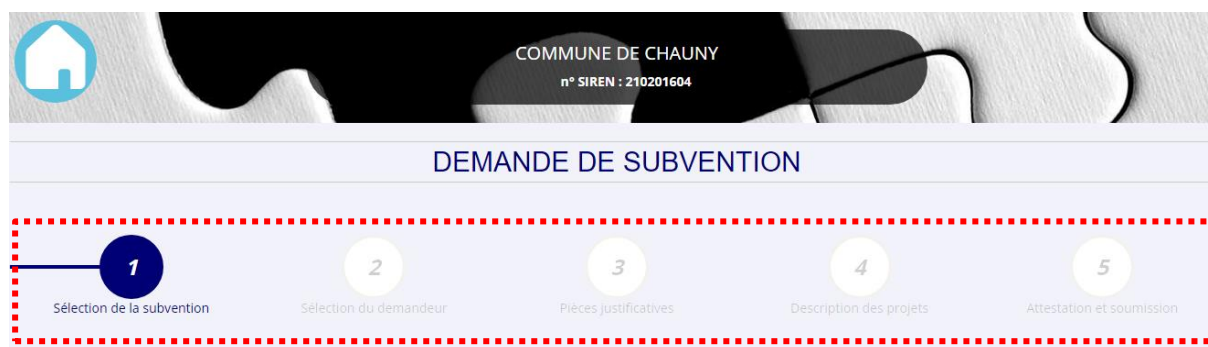 COMMUNE DE CHAUNY
n° SIREN : 210201604
DEMANDE DE SUBVENTION
1
Sélection de la subvention
2
Sélection du demandeur
3
Pièces justificatives
4
Description des projets
5
Attestation et soumission